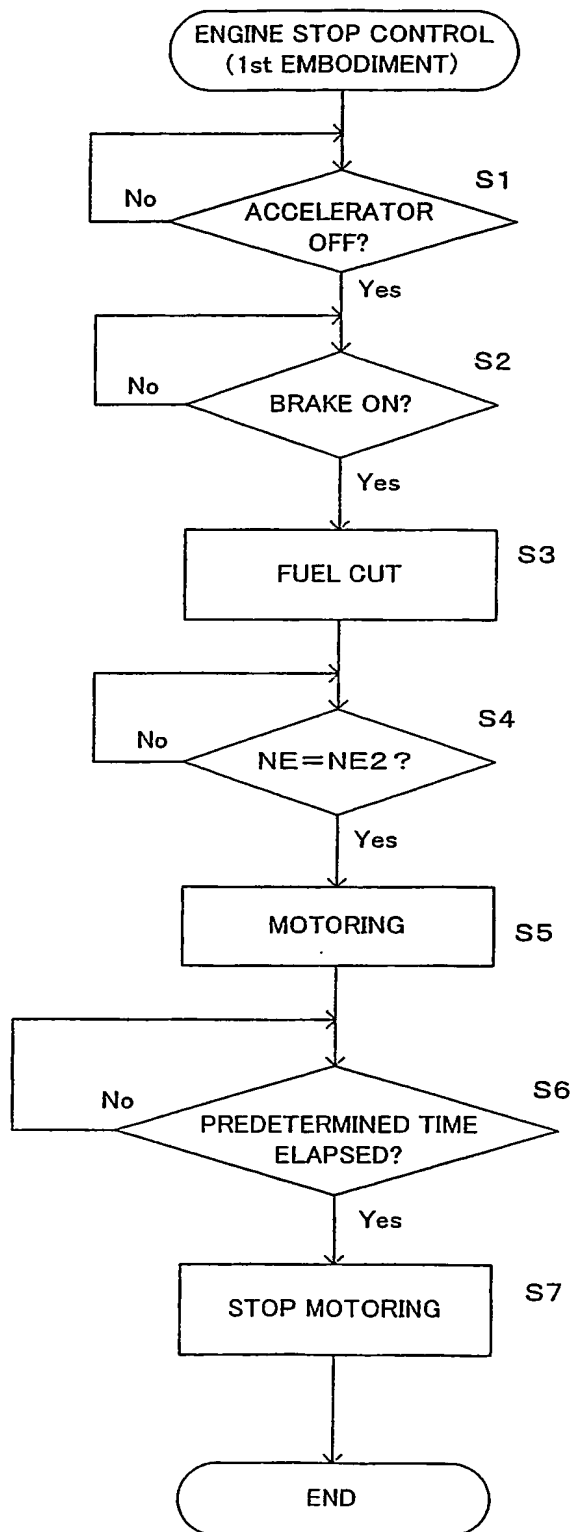 ENGINE STOP CONTROL
(1st EMBODIMENT)
S1
No
ACCELERATOR
OFF?
Yes
S2
No
BRAKE ON?
Yes
S3
FUEL CUT
S4
No
NE=NE2?
Yes
MOTORING
S5
S6
No
PREDETERMINED TIME
ELAPSED?
Yes
S7
STOP MOTORING
END